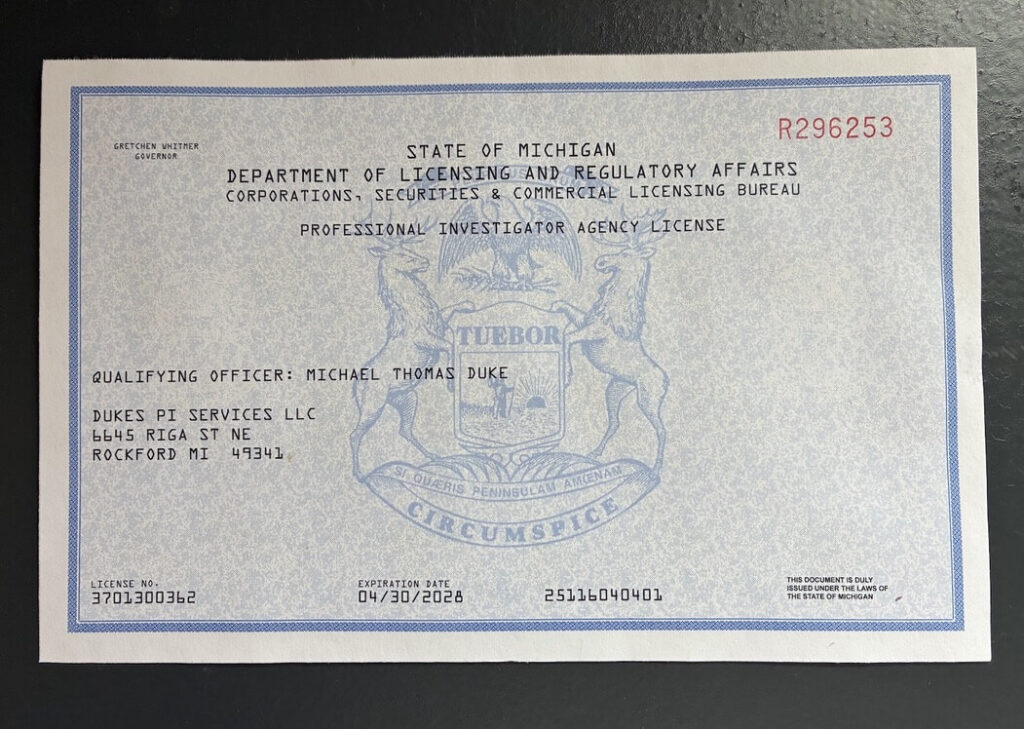 R296253
GRETCHEN WHITMER
GOVERNOR
STATE OF MICHIGAN
DEPARTMENT OF LICENSING AND REGULATORY AFFAIRS
CORPORATIONS, SECURITIES & COMMERCIAL LICENSING BUREAU
PROFESSIONAL INVESTIGATOR AGENCY LICENSE
TUEBOR
QUALIFYING OFFICER: MICHAEL THOMAS DUKE
DUKES PI SERVICES LLC
6645 RIGA ST NE
ROCKFORD MI 49341
SI QUÆRIS PENINSULAM AMŒNAM
CIRCUMSPICE
LICENSE NO.
3701300362
EXPIRATION DATE
04/30/2028
25116040401
THIS DOCUMENT IS DULY
ISSUED UNDER THE LAWS OF
THE STATE OF MICHIGAN